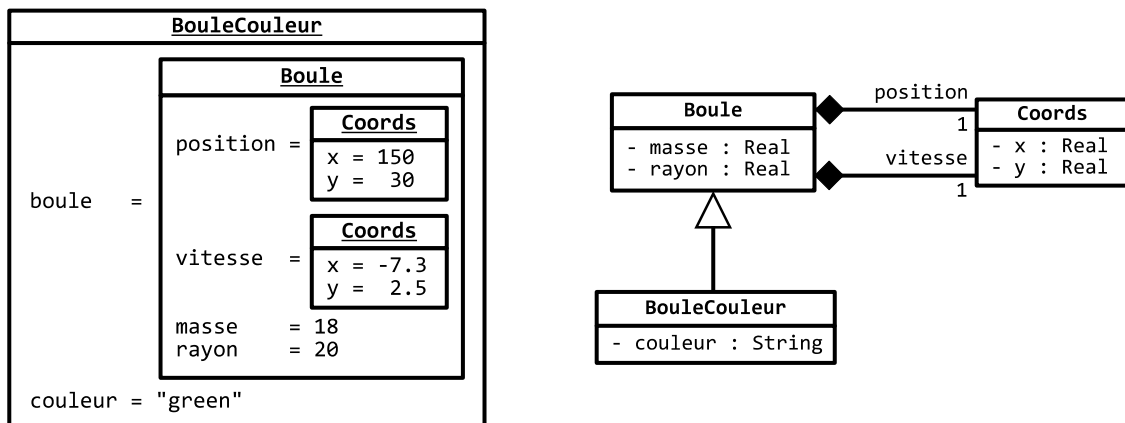 BouleCouleur
Boule
position =
Coords
x = 150
y = 30
boule =
vitesse =
Coords
x = -7.3
y = 2.5
masse = 18
rayon = 20
couleur = "green"
Boule
- masse : Real
- rayon : Real
position
1
vitesse
1
Coords
- x : Real
- y : Real
BouleCouleur
- couleur : String